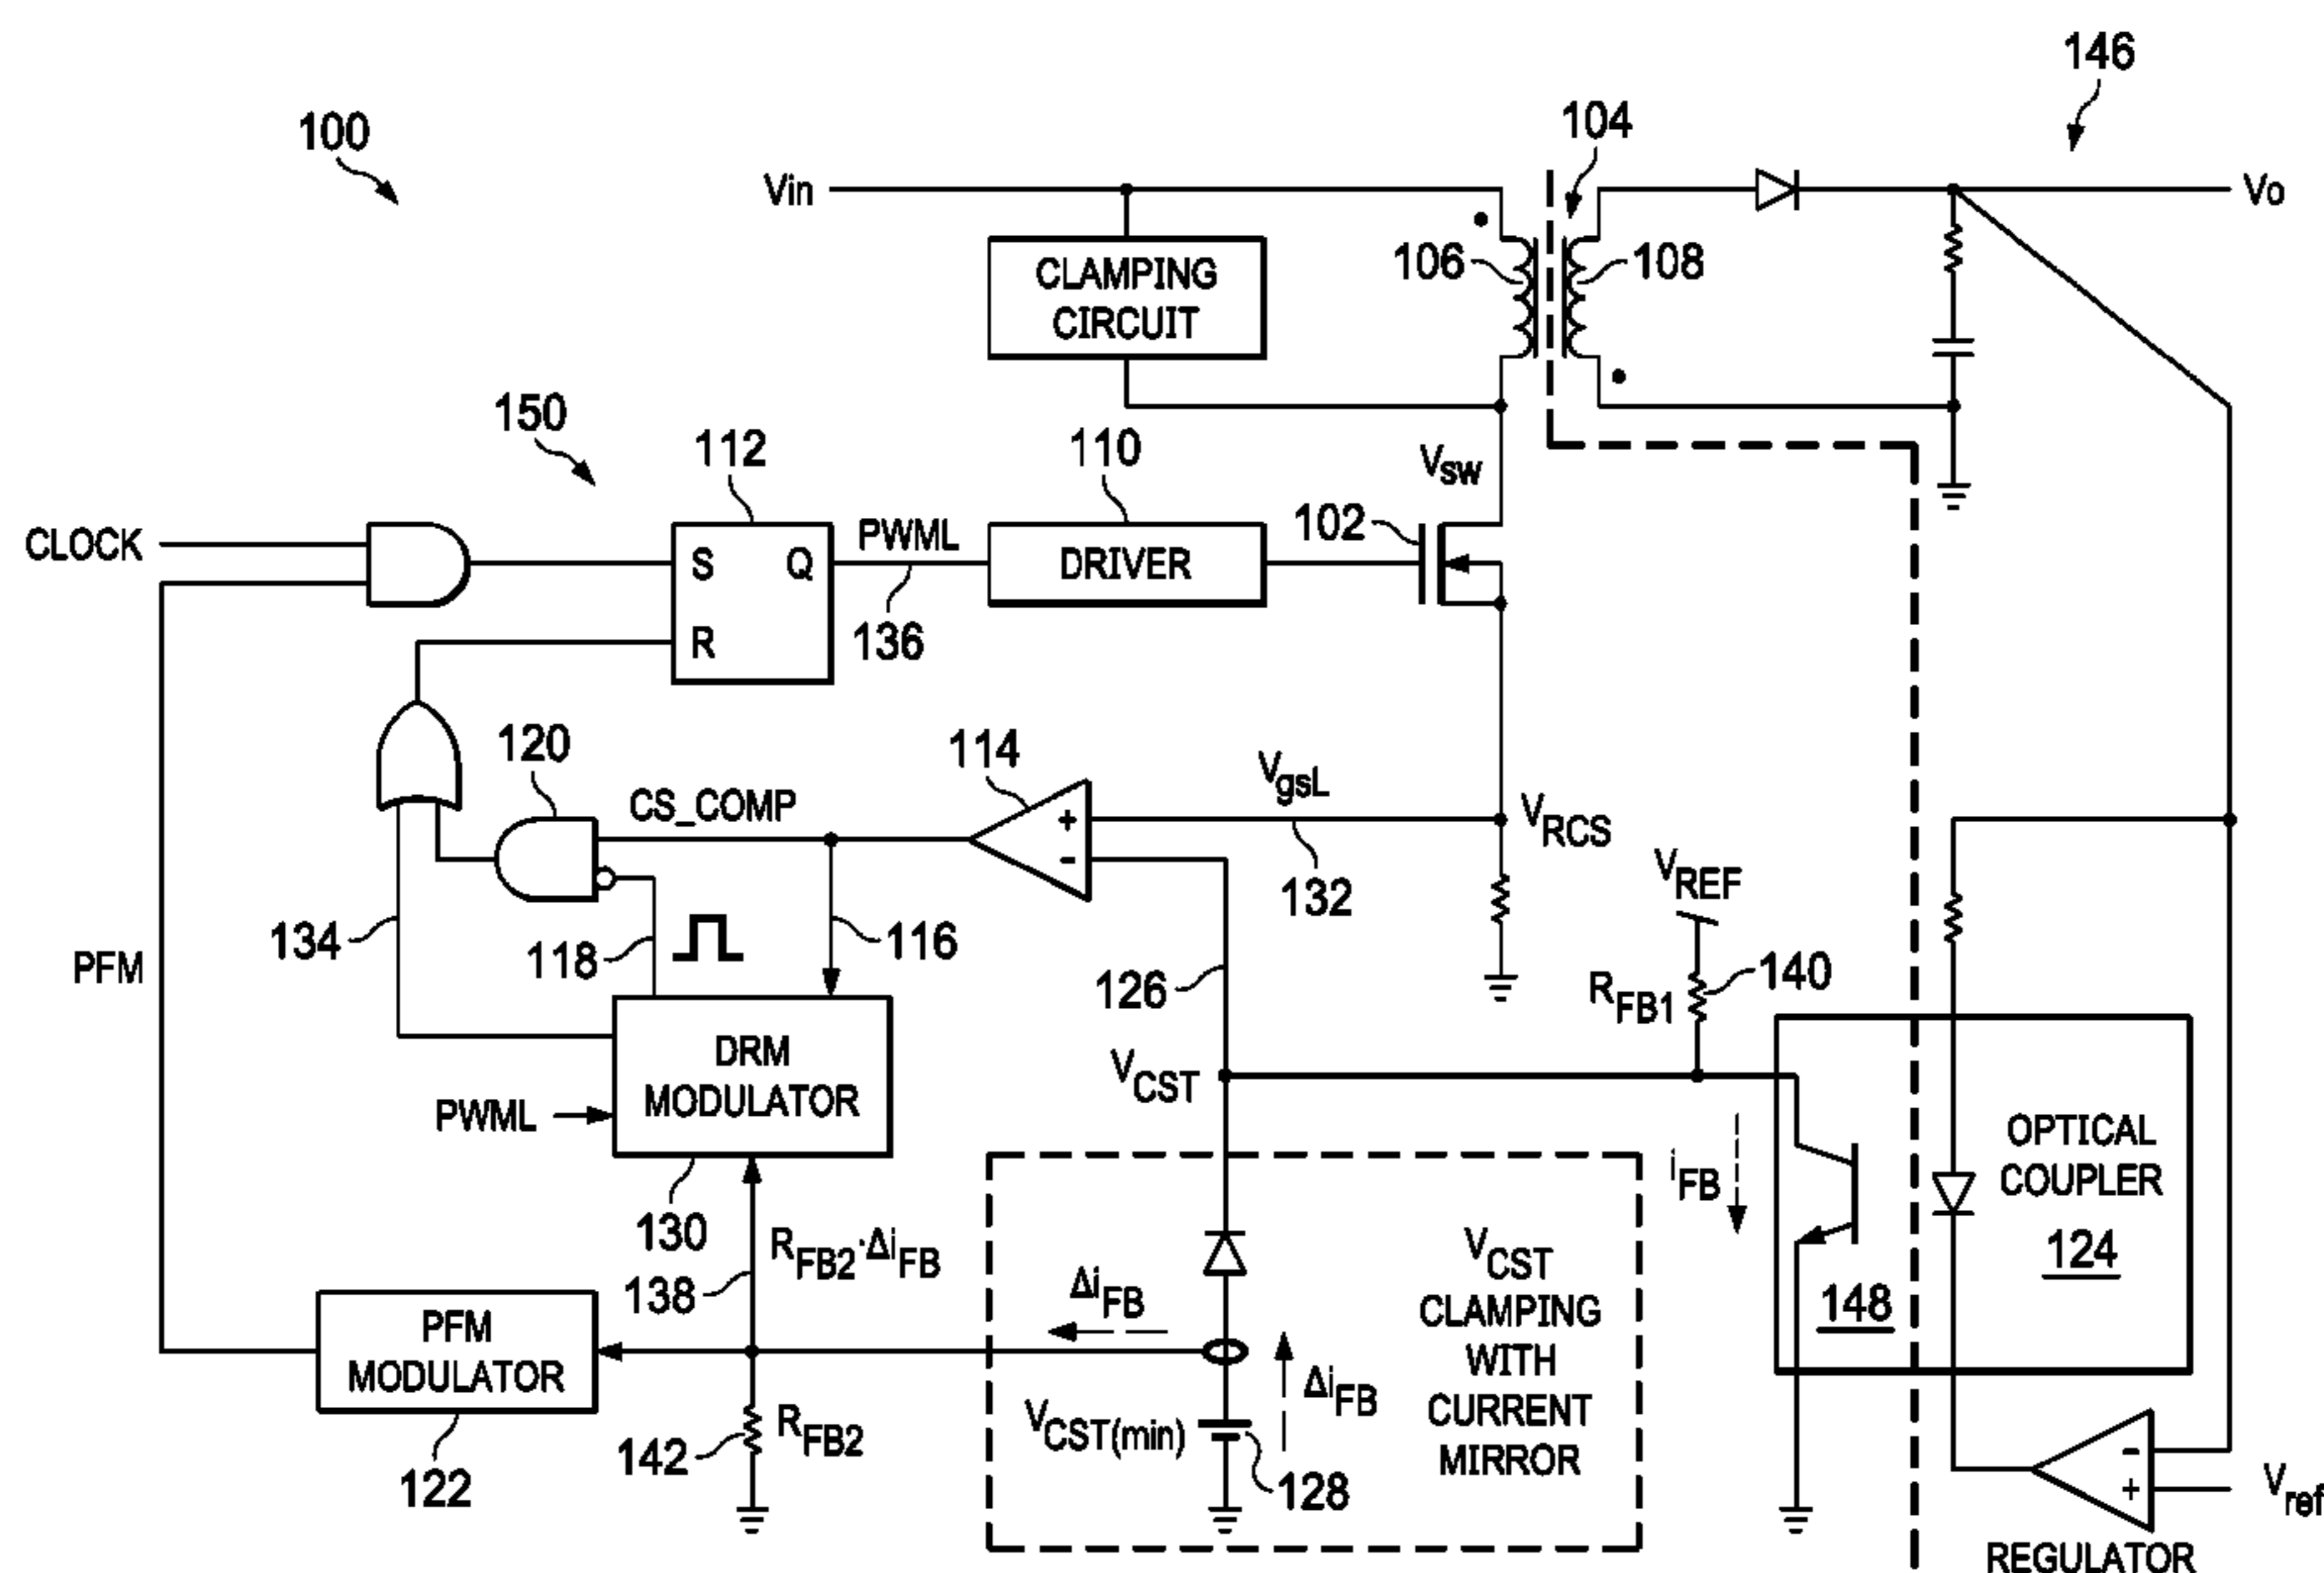 146
100
104
Vin
Vo
CLAMPING
CIRCUIT
106
108
150
112
110
VSW
102
CLOCK
S
Q
PWML
DRIVER
136
R
120
114
VgsL
CS_COMP
+
-
VRCS
132
VREF
134
118
116
126
PFM
RFB1
140
DRM
MODULATOR
VCST
PWML
iFB
OPTICAL
COUPLER
124
130
RFB2·ΔiFB
138
ΔiFB
VCST
CLAMPING
WITH
CURRENT
MIRROR
148
PFM
MODULATOR
ΔiFB
122
142
RFB2
VCST(min)
128
-
+
Vref
REGULATOR